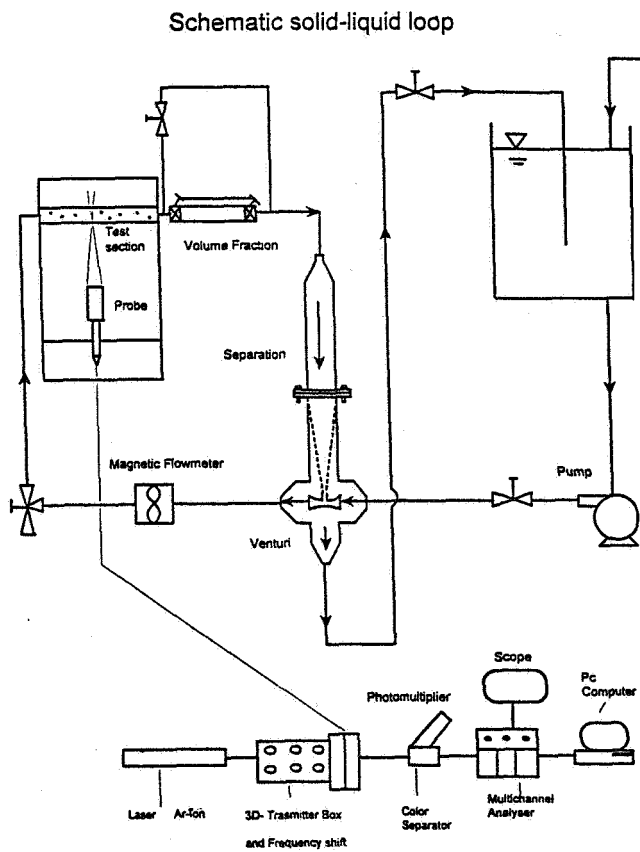 Schematic solid-liquid loop
Test
section
Volume Fraction
Probe
Separation
Magnetic Flowmeter
Pump
Venturi
Scope
Pc
Computer
Photomultiplier
Laser Ar-Ion
3D- Trasmitter Box
and Frequency shift
Color
Separator
Multichannel
Analyser